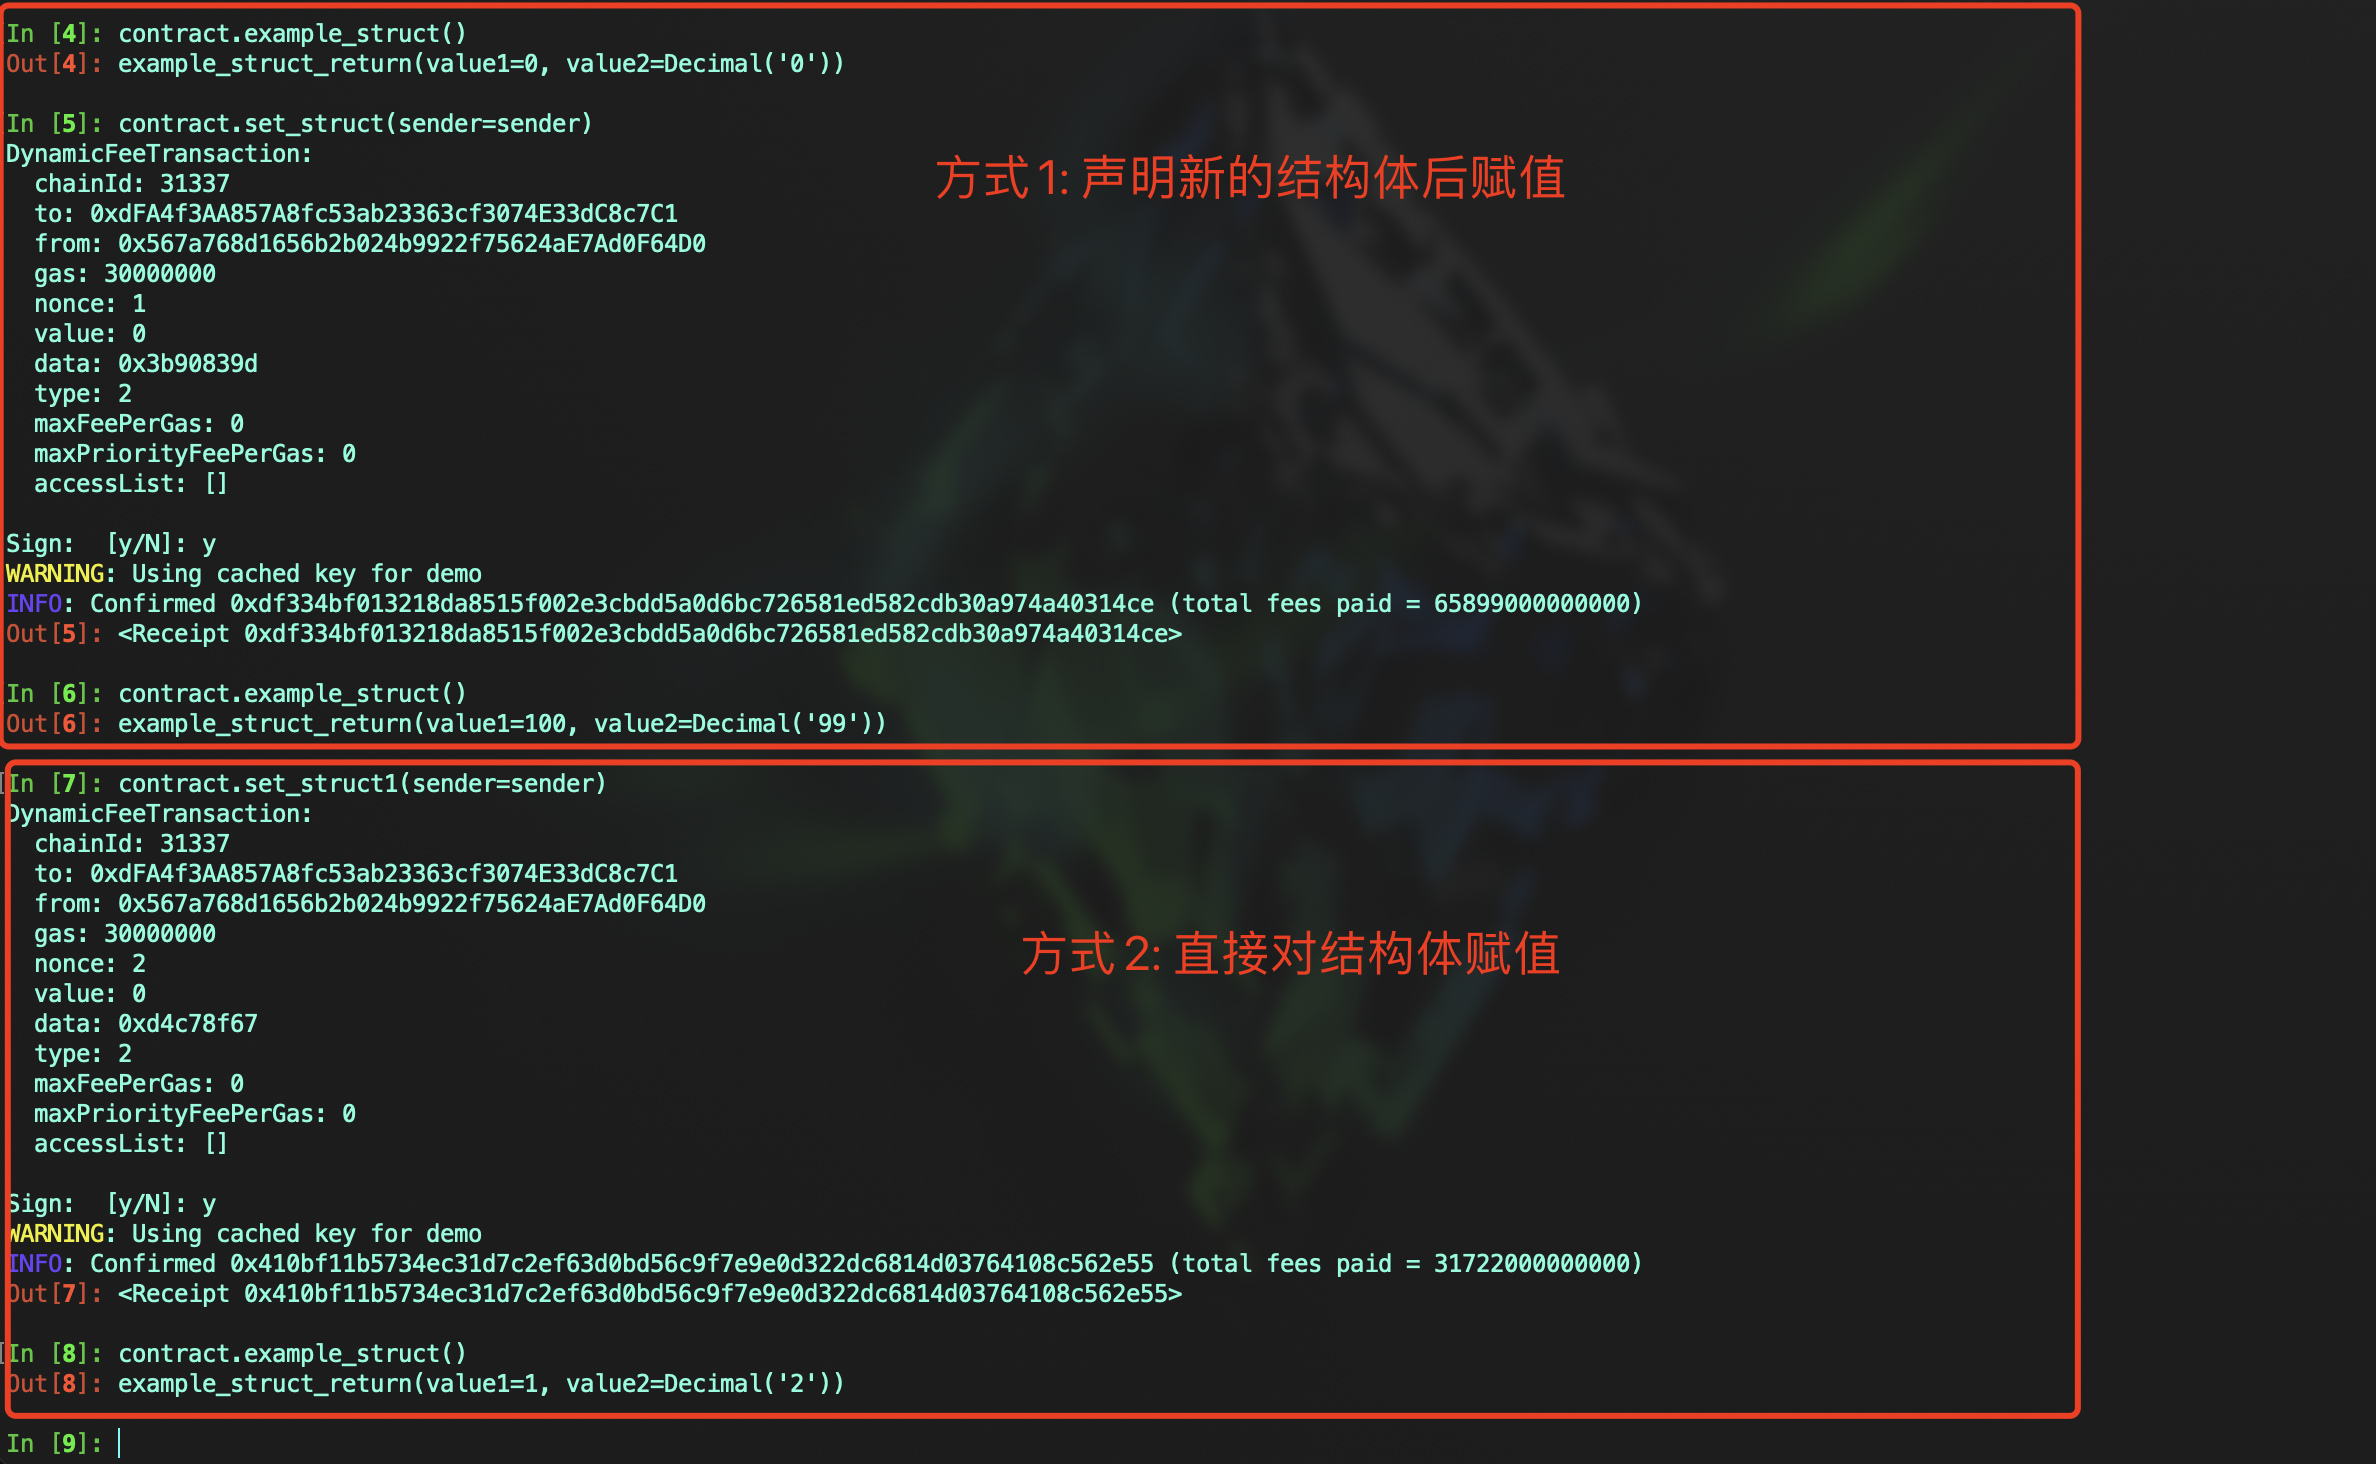 In [4]: contract.example_struct()
Out[4]: example_struct_return(value1=0, value2=Decimal('0'))
In [5]: contract.set_struct(sender=sender)
DynamicFeeTransaction:
方式1: 声明新的结构体后赋值
chainId: 31337
to: 0xdFA4f3AA857A8fc53ab23363cf3074E33dC8c7C1
from: 0x567a768d1656b2b024b9922f75624aE7Ad0F64D0
gas: 30000000
nonce: 1
value: 0
data: 0x3b90839d
type: 2
maxFeePerGas: 0
maxPriorityFeePerGas: 0
accessList: []
Sign:  [y/N]: y
WARNING: Using cached key for demo
INFO: Confirmed 0xdf334bf013218da8515f002e3cbdd5a0d6bc726581ed582cdb30a974a40314ce (total fees paid = 65899000000000)
Out[5]: <Receipt 0xdf334bf013218da8515f002e3cbdd5a0d6bc726581ed582cdb30a974a40314ce>
In [6]: contract.example_struct()
Out[6]: example_struct_return(value1=100, value2=Decimal('99'))
In [7]: contract.set_struct1(sender=sender)
DynamicFeeTransaction:
chainId: 31337
to: 0xdFA4f3AA857A8fc53ab23363cf3074E33dC8c7C1
from: 0x567a768d1656b2b024b9922f75624aE7Ad0F64D0
gas: 30000000
方式2: 直接对结构体赋值
nonce: 2
value: 0
data: 0xd4c78f67
type: 2
maxFeePerGas: 0
maxPriorityFeePerGas: 0
accessList: []
Sign:  [y/N]: y
WARNING: Using cached key for demo
INFO: Confirmed 0x410bf11b5734ec31d7c2ef63d0bd56c9f7e9e0d322dc6814d03764108c562e55 (total fees paid = 31722000000000)
Out[7]: <Receipt 0x410bf11b5734ec31d7c2ef63d0bd56c9f7e9e0d322dc6814d03764108c562e55>
In [8]: contract.example_struct()
Out[8]: example_struct_return(value1=1, value2=Decimal('2'))
In [9]: